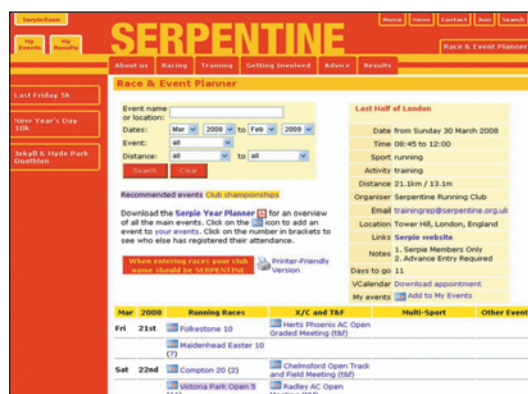 SerpieBase
Home News Contact Join Search
My Events
My Results
SERPENTINE
Race & Event Planner
About us Racing Training Getting Involved Advice Results
Race & Event Planner
Last Friday 5k
New Year's Day 10k
Jekyll & Hyde Park Duathlon
Event name or location:
Dates: Mar 2008 to Feb 2009
Event: all
Distance: all to all
Search Clear
Recommended events Club championships
Download the Serpie Year Planner for an overview
of all the main events. Click on the icon to add an
event to your events. Click on the number in brackets to
see who else has registered their attendance.
When entering races your club
name should be SERPENTINE
Printer-Friendly
Version
Last Half of London
Date from Sunday 30 March 2008
Time 08:45 to 12:00
Sport running
Activity training
Distance 21.1km / 13.1m
Organiser Serpentine Running Club
Email trainingrep@serpentine.org.uk
Location Tower Hill, London, England
Links Serpie website
Notes 1. Serpie Members Only
2. Advance Entry Required
Days to go 11
VCalendar Download appointment
My events Add to My Events
Mar 2008 Running Races X/C and T&F Multi-Sport Other Event
Fri 21st Folkestone 10 Herts Phoenix AC Open
Graded Meeting (t&f)
Maidenhead Easter 10
(7)
Sat 22nd Compton 20 (2) Chelmsford Open Track
and Field Meeting (t&f)
Victoria Park Open 5 Radley AC Open